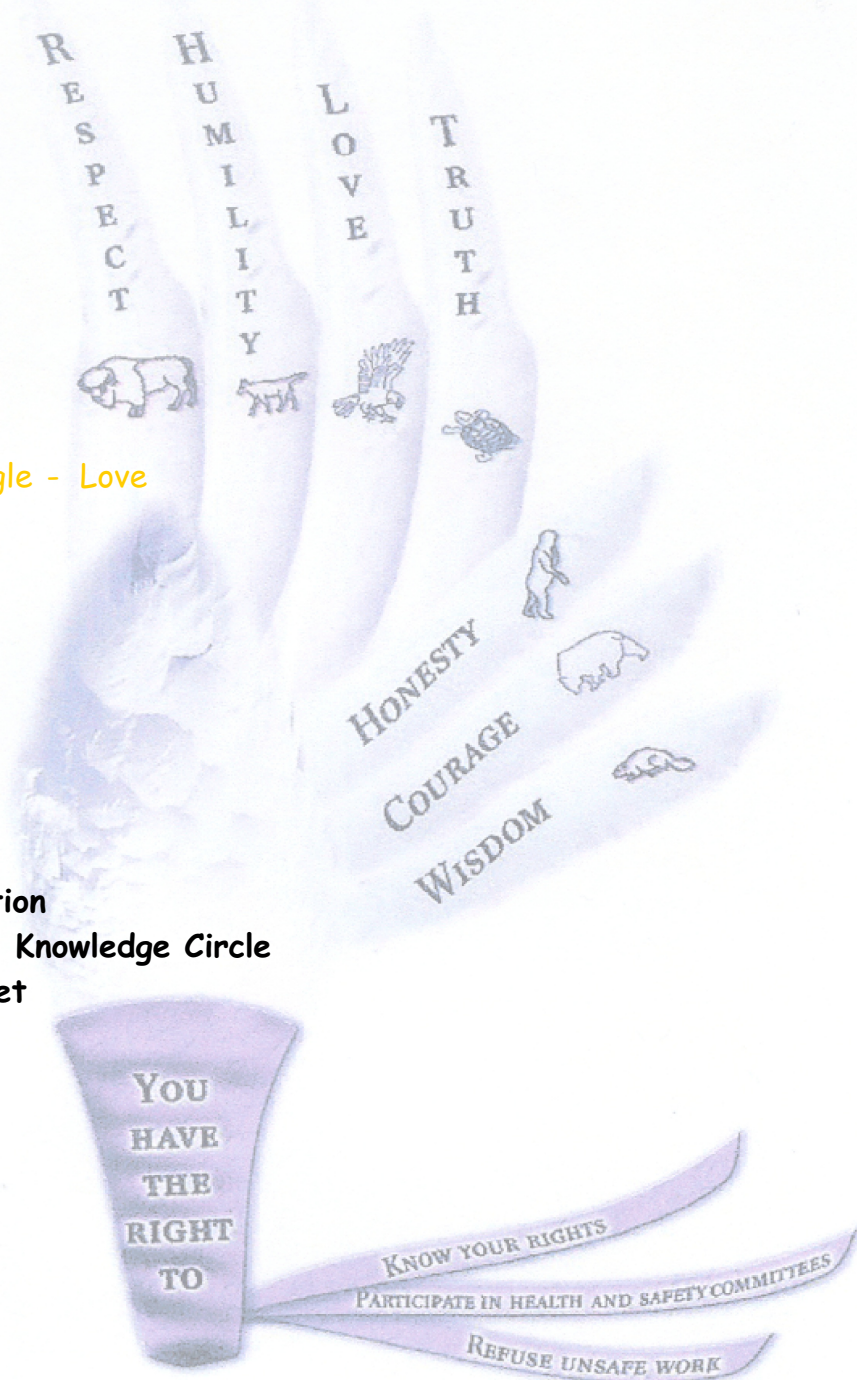 RESPECT
HUMILITY
LOVE
TRUTH
gle - Love
HONESTY
COURAGE
WISDOM
tion
Knowledge Circle
et
YOU
HAVE
THE
RIGHT
TO
KNOW YOUR RIGHTS
PARTICIPATE IN HEALTH AND SAFETY COMMITTEES
REFUSE UNSAFE WORK